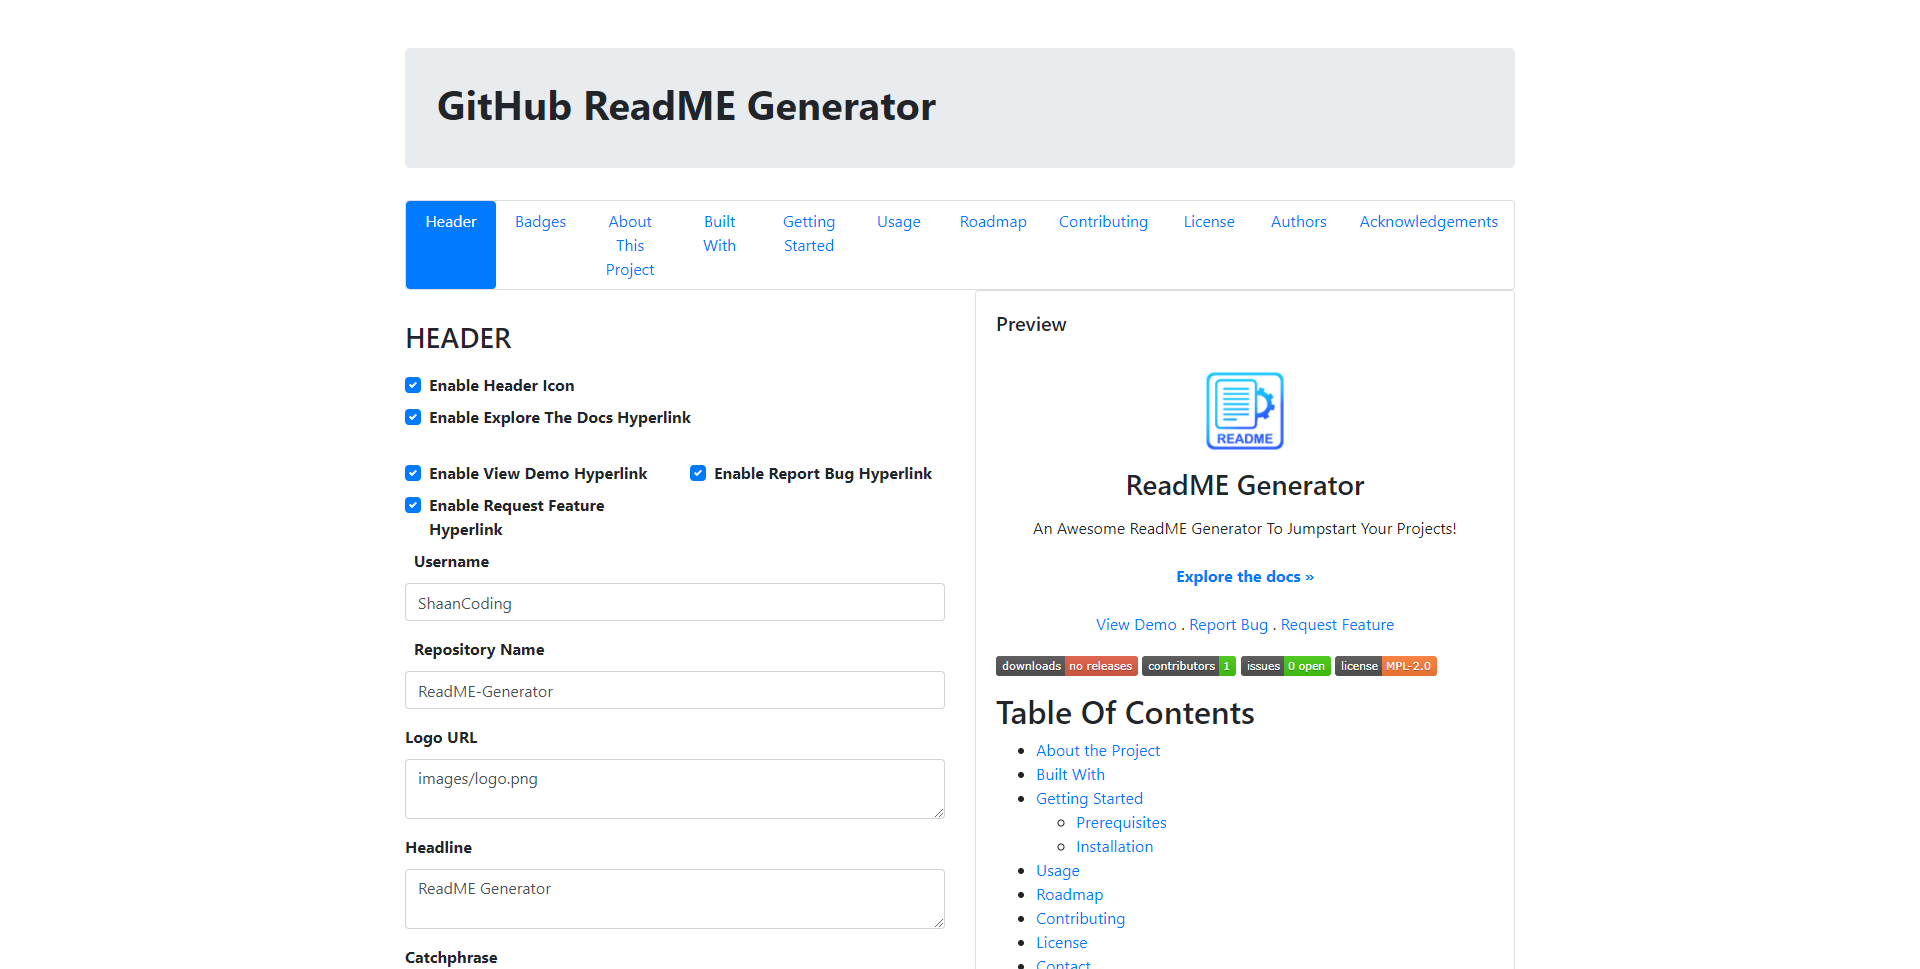 GitHub ReadME Generator
Header
Badges
About
This
Project
Built
With
Getting
Started
Usage
Roadmap
Contributing
License
Authors
Acknowledgements
HEADER
Enable Header Icon
Enable Explore The Docs Hyperlink
Enable View Demo Hyperlink
Enable Report Bug Hyperlink
Enable Request Feature
Hyperlink
Username
ShaanCoding
Repository Name
ReadME-Generator
Logo URL
images/logo.png
Headline
ReadME Generator
Catchphrase
Preview
README
ReadME Generator
An Awesome ReadME Generator To Jumpstart Your Projects!
Explore the docs »
View Demo . Report Bug . Request Feature
downloads no releases contributors 1 issues 0 open license MPL-2.0
Table Of Contents
About the Project
Built With
Getting Started
Prerequisites
Installation
Usage
Roadmap
Contributing
License
Contact